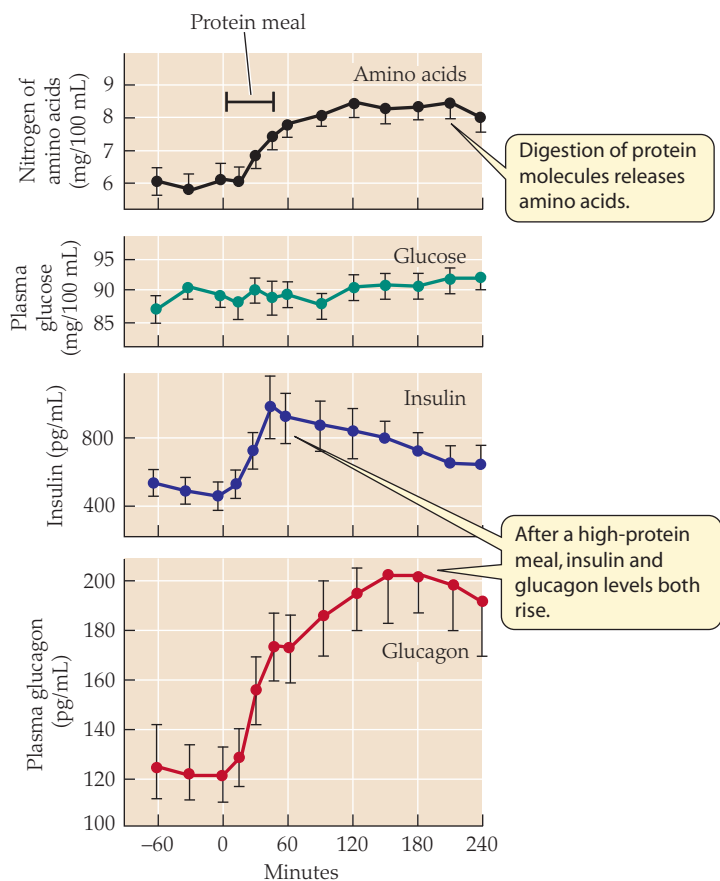 Protein meal
Nitrogen of
amino acids
(mg/100 mL)
9
8
7
6
Amino acids
Digestion of protein
molecules releases
amino acids.
Plasma
glucose
(mg/100 mL)
95
90
85
Glucose
Insulin (pg/mL)
800
400
Insulin
After a high-protein
meal, insulin and
glucagon levels both
rise.
Plasma glucagon
(pg/mL)
200
180
160
140
120
100
Glucagon
–60 0 60 120 180 240
Minutes